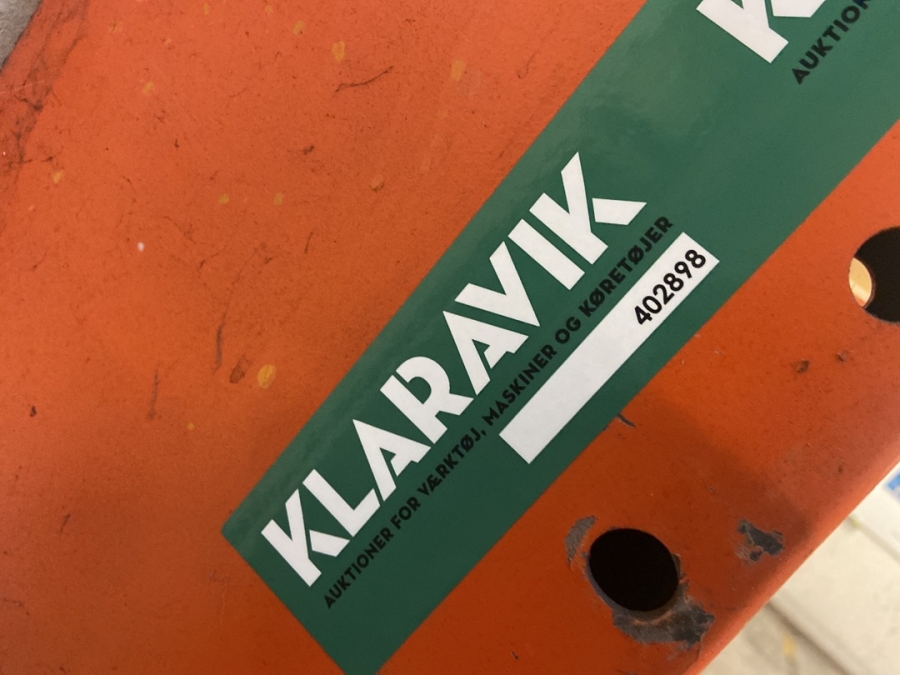 KLARAVIK
AUKTIONER FOR VÆRKTØJ, MASKINER OG KØRETØJER
402898